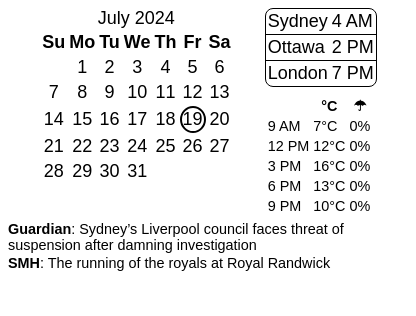 July 2024
Su Mo Tu We Th Fr Sa
1 2 3 4 5 6
7 8 9 10 11 12 13
14 15 16 17 18 19 20
21 22 23 24 25 26 27
28 29 30 31
Sydney 4 AM
Ottawa 2 PM
London 7 PM
°C ☂
9 AM 7°C 0%
12 PM 12°C 0%
3 PM 16°C 0%
6 PM 13°C 0%
9 PM 10°C 0%
Guardian: Sydney’s Liverpool council faces threat of
suspension after damning investigation
SMH: The running of the royals at Royal Randwick